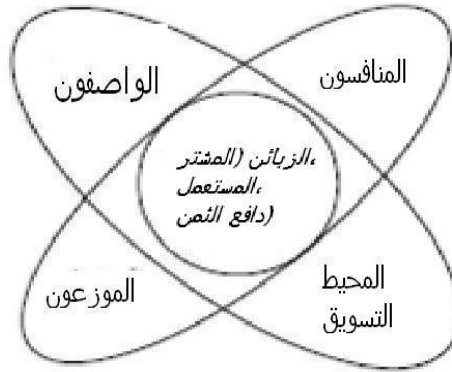 المنافسون
الواصفون
،الزبائن (المشتر
،المستعمل
(دافع الثمن
المحيط
التسويق
الموزعون